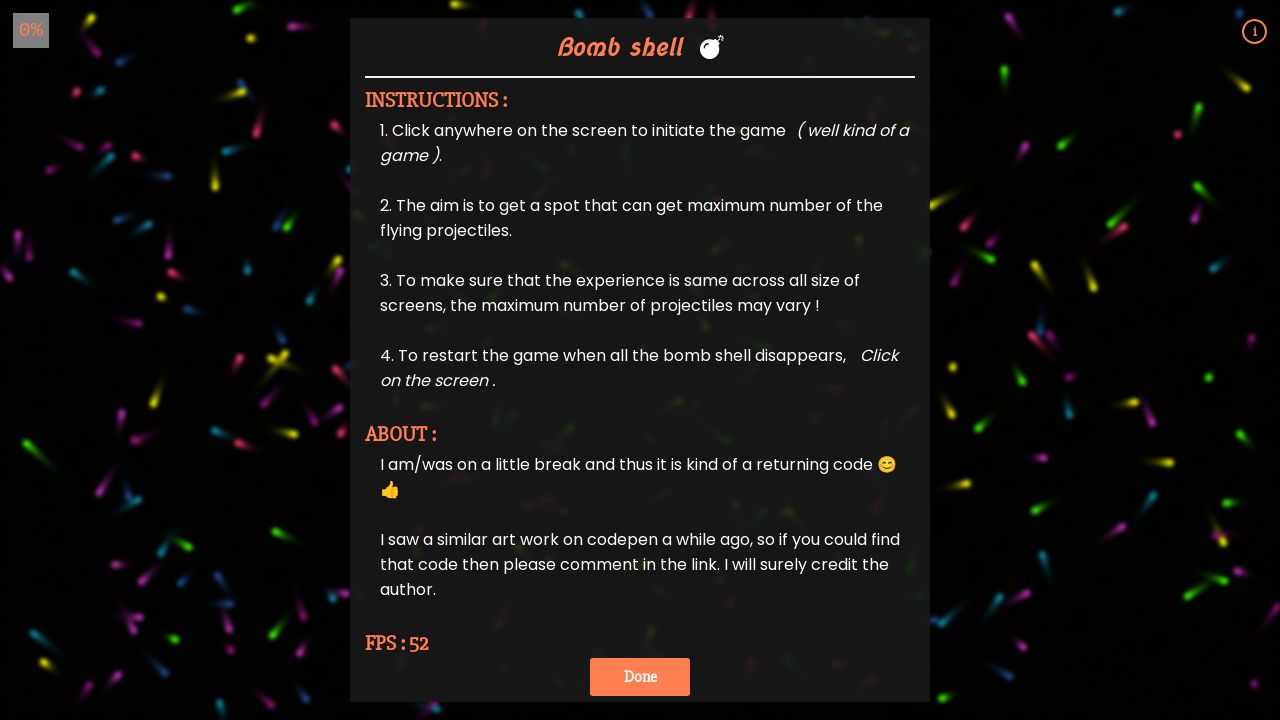 0%
Bomb shell 💣
i
INSTRUCTIONS :
1. Click anywhere on the screen to initiate the game ( well kind of a
game ).
2. The aim is to get a spot that can get maximum number of the
flying projectiles.
3. To make sure that the experience is same across all size of
screens, the maximum number of projectiles may vary !
4. To restart the game when all the bomb shell disappears, Click
on the screen .
ABOUT :
I am/was on a little break and thus it is kind of a returning code 😊
👍
I saw a similar art work on codepen a while ago, so if you could find
that code then please comment in the link. I will surely credit the
author.
FPS : 52
Done